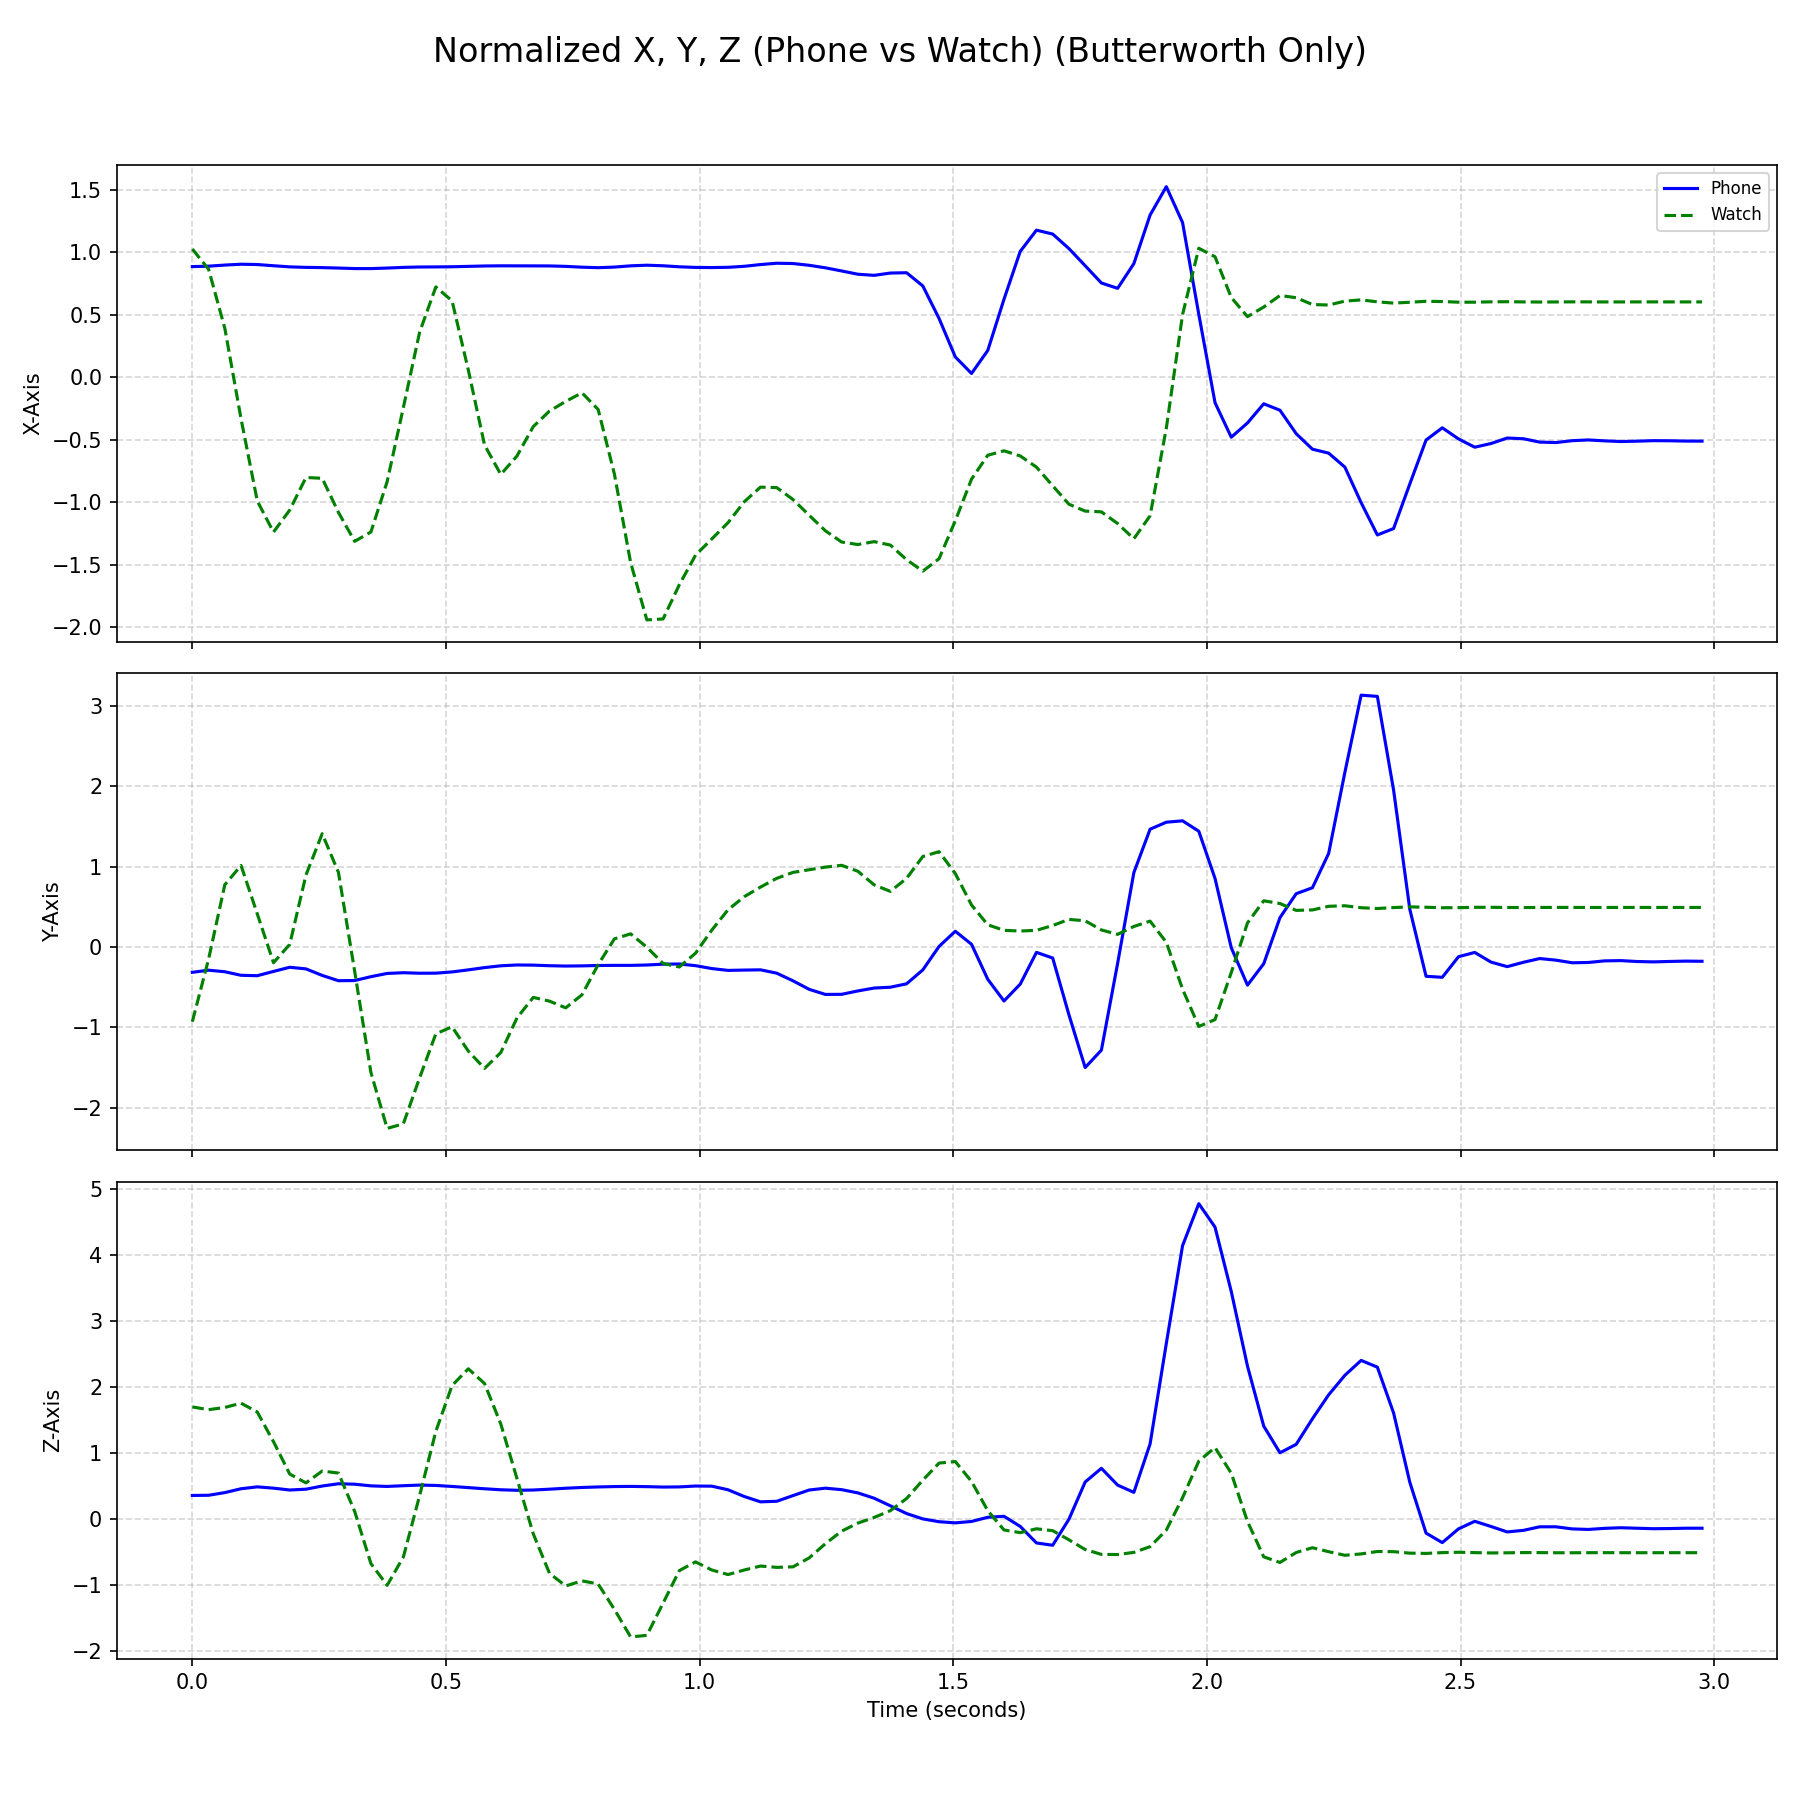 Normalized X, Y, Z (Phone vs Watch) (Butterworth Only)
Phone
Watch
1.5
1.0
0.5
0.0
−0.5
−1.0
−1.5
−2.0
X-Axis
3
2
1
0
−1
−2
Y-Axis
5
4
3
2
1
0
−1
−2
Z-Axis
0.0 0.5 1.0 1.5 2.0 2.5 3.0
Time (seconds)